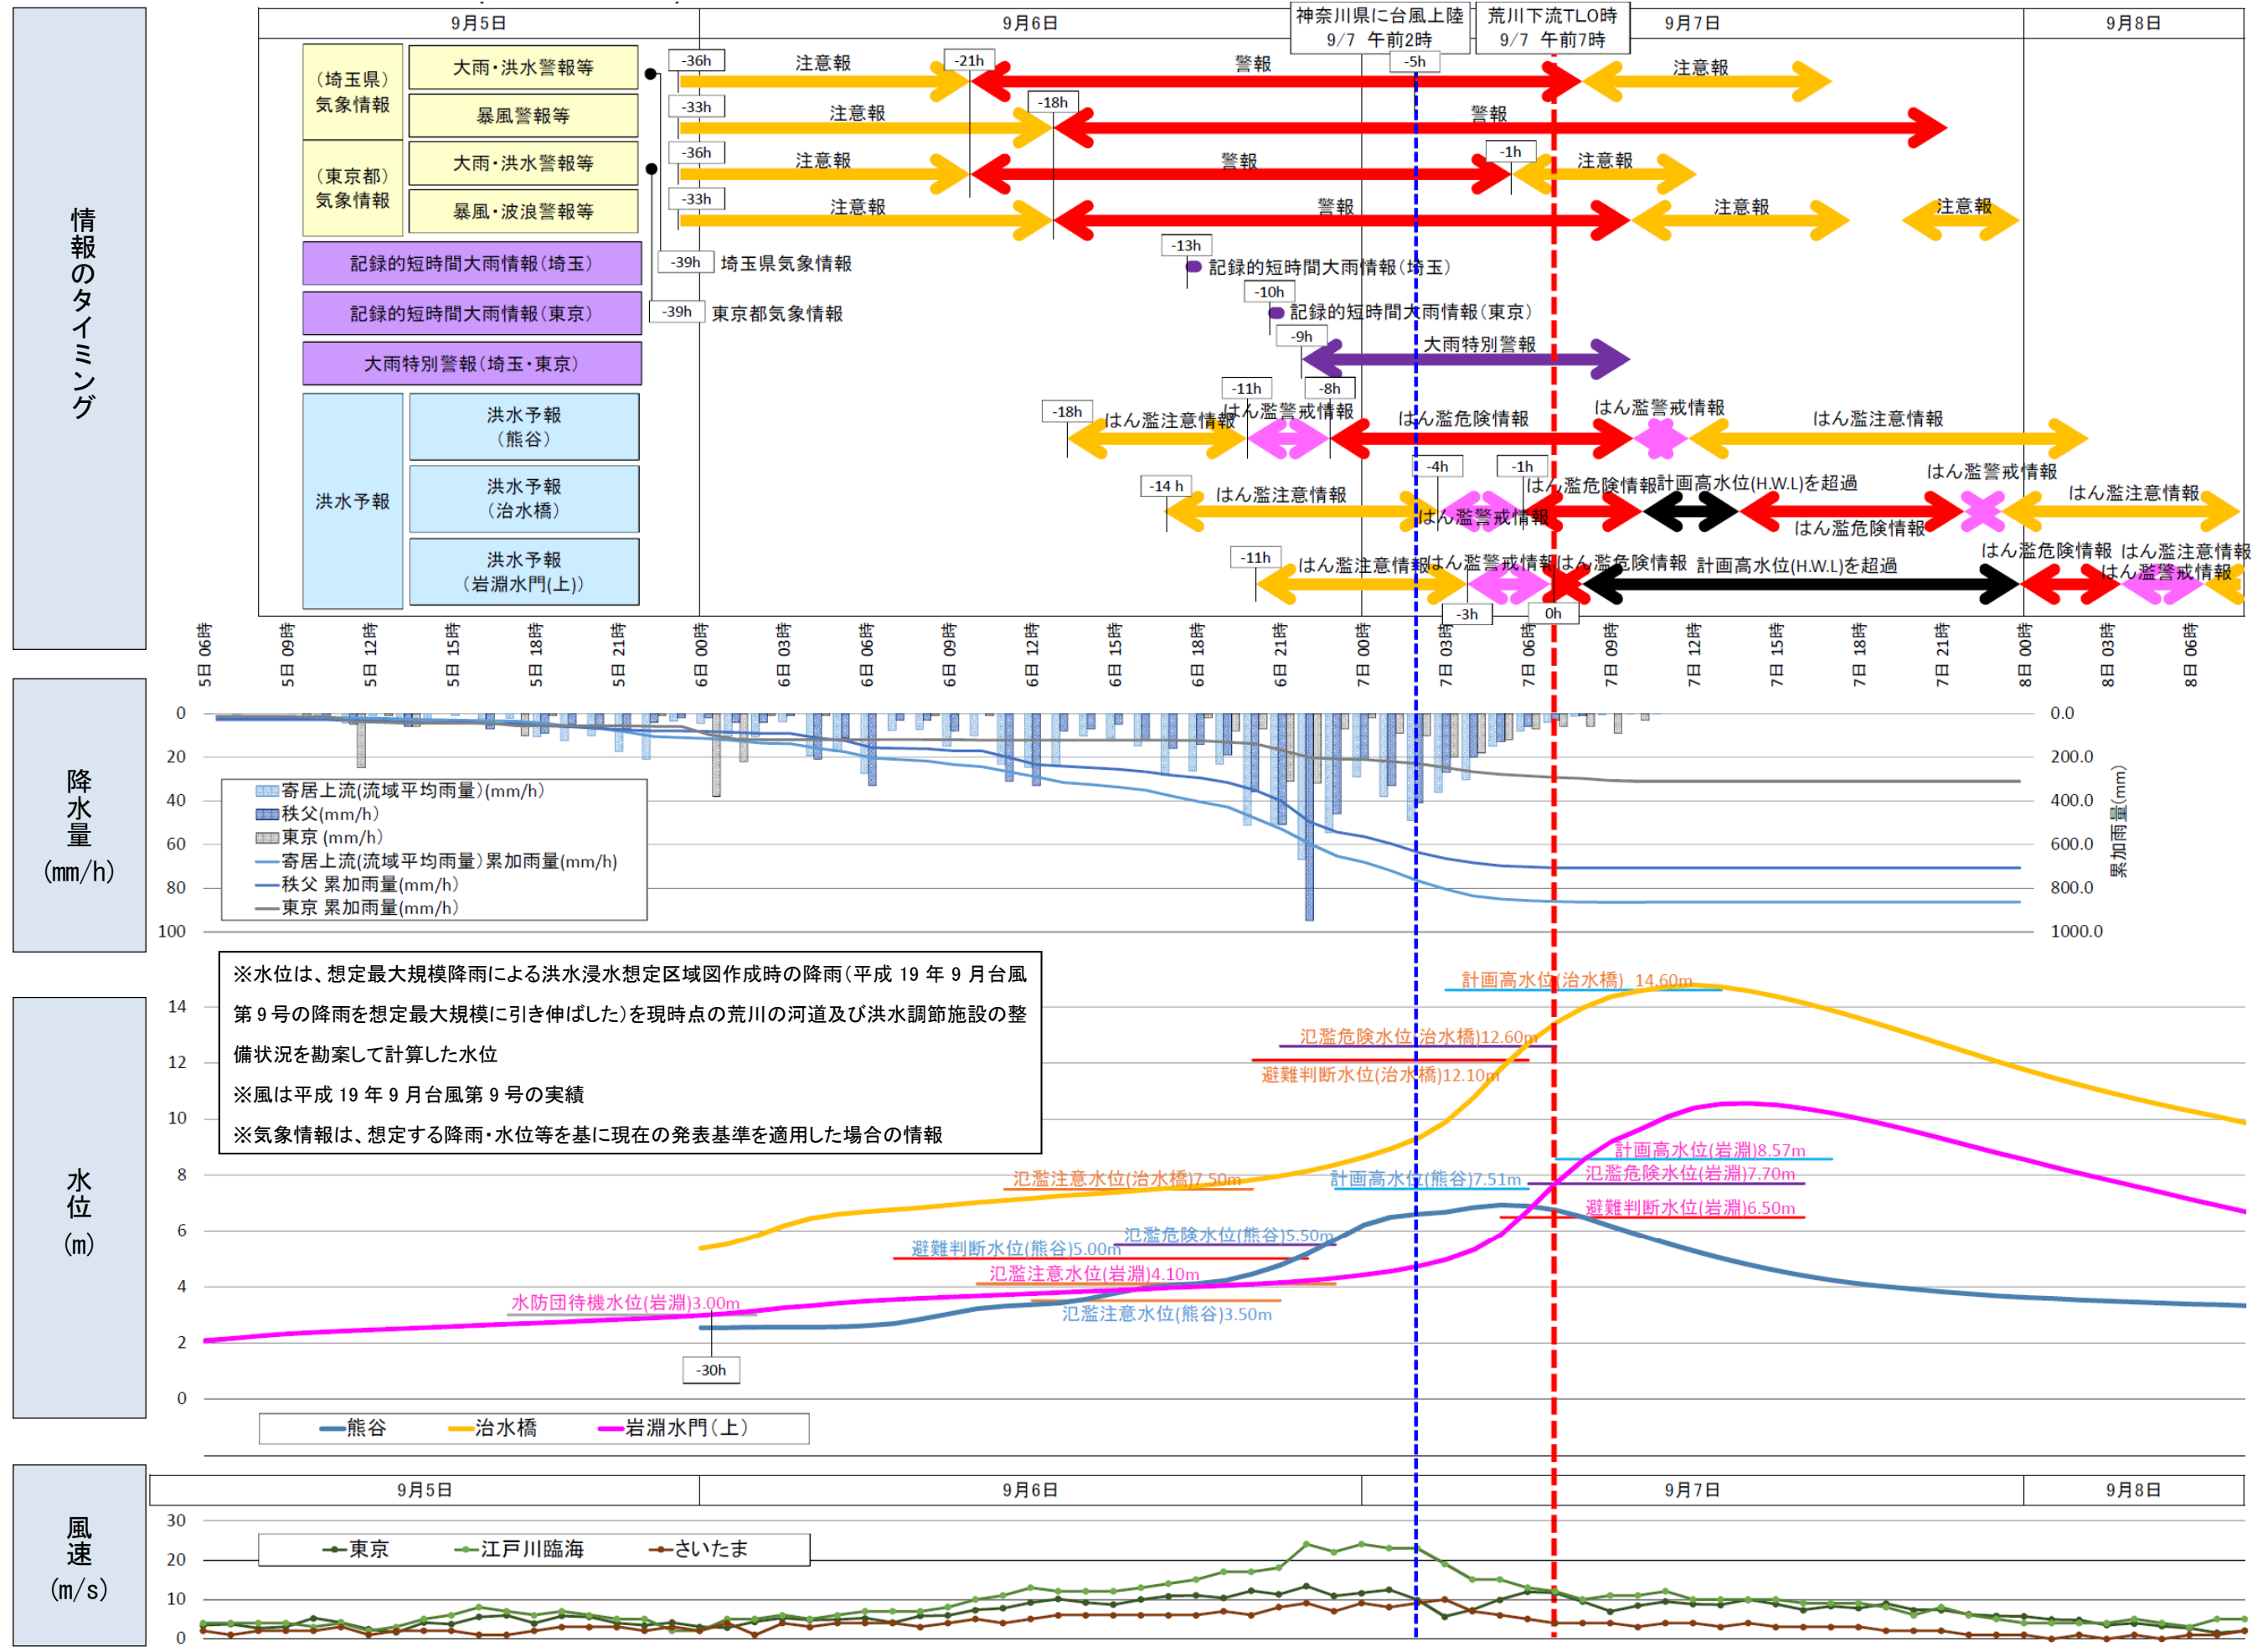 9月5日
9月6日
神奈川県に台風上陸
9/7 午前2時
荒川下流TLO時
9/7 午前7時
9月7日
9月8日
情報のタイミング
(埼玉県)
気象情報
大雨・洪水警報等
-36h
注意報
-21h
警報
-5h
注意報
暴風警報等
-33h
注意報
-18h
警報
(東京都)
気象情報
大雨・洪水警報等
-36h
注意報
警報
-1h
注意報
暴風・波浪警報等
-33h
注意報
警報
注意報
注意報
記録的短時間大雨情報(埼玉)
-39h
埼玉県気象情報
-13h
記録的短時間大雨情報(埼玉)
記録的短時間大雨情報(東京)
-39h
東京都気象情報
-10h
記録的短時間大雨情報(東京)
大雨特別警報(埼玉・東京)
-9h
大雨特別警報
洪水予報
洪水予報
(熊谷)
-18h
はん濫注意情報
-11h
はん濫警戒情報
-8h
はん濫危険情報
はん濫警戒情報
はん濫注意情報
洪水予報
(治水橋)
-14 h
はん濫注意情報
-4h
はん濫警戒情報
-1h
はん濫危険情報
計画高水位(H.W.L)を超過
はん濫危険情報
はん濫警戒情報
はん濫注意情報
洪水予報
(岩淵水門(上)
-11h
はん濫注意情報
-3h
はん濫警戒情報
0h
はん濫危険情報
計画高水位(H.W.L)を超過
はん濫危険情報
はん濫警戒情報
はん濫注意情報
5日 06時
5日 09時
5日 12時
5日 15時
5日 18時
5日 21時
6日 00時
6日 03時
6日 06時
6日 09時
6日 12時
6日 15時
6日 18時
6日 21時
7日 00時
7日 03時
7日 06時
7日 09時
7日 12時
7日 15時
7日 18時
7日 21時
8日 00時
8日 03時
8日 06時
降水量
(mm/h)
0
20
40
60
80
100
0.0
200.0
400.0
600.0
800.0
1000.0
累加雨量(mm)
寄居上流(流域平均雨量)(mm/h)
秩父(mm/h)
東京 (mm/h)
寄居上流(流域平均雨量)累加雨量(mm/h)
秩父 累加雨量(mm/h)
東京 累加雨量(mm/h)
※水位は、想定最大規模降雨による洪水浸水想定区域図作成時の降雨(平成 19 年 9 月台風
第9号の降雨を想定最大規模に引き伸ばした)を現時点の荒川の河道及び洪水調節施設の整
備状況を勘案して計算した水位
※風は平成 19 年 9 月台風第 9 号の実績
※気象情報は、想定する降雨・水位等を基に現在の発表基準を適用した場合の情報
水位
(m)
14
12
10
8
6
4
2
0
計画高水位(治水橋) 14.60m
氾濫危険水位(治水橋)12.60m
避難判断水位(治水橋)12.10m
氾濫注意水位(治水橋)7.50m
計画高水位(熊谷)7.51m
計画高水位(岩淵)8.57m
氾濫危険水位(岩淵)7.70m
避難判断水位(岩淵)6.50m
氾濫危険水位(熊谷)5.50m
避難判断水位(熊谷)5.00m
氾濫注意水位(岩淵)4.10m
水防団待機水位(岩淵)3.00m
氾濫注意水位(熊谷)3.50m
-30h
熊谷
治水橋
岩淵水門(上)
9月5日
9月6日
9月7日
9月8日
風速
(m/s)
30
20
10
0
東京
江戸川臨海
さいたま